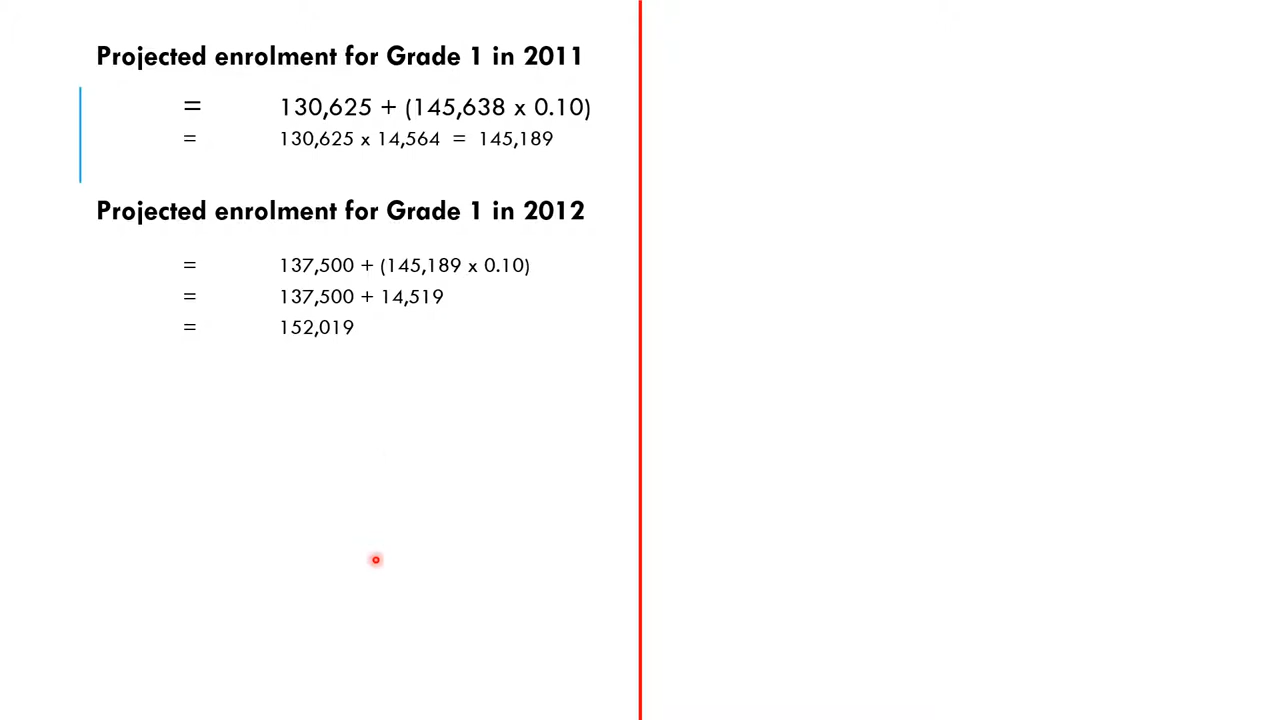 Projected enrolment for Grade 1 in 2011
= 130,625 + (145,638 x 0.10)
= 130,625 x 14,564 = 145,189
Projected enrolment for Grade 1 in 2012
= 137,500 + (145,189 x 0.10)
= 137,500 + 14,519
= 152,019